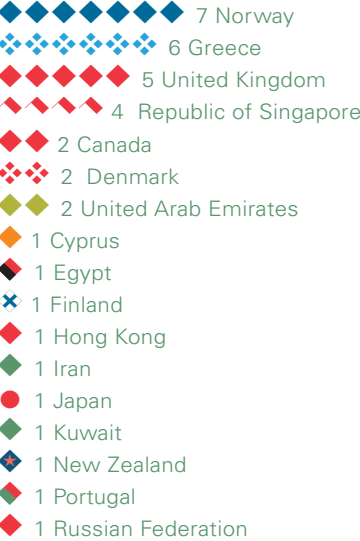 7 Norway
6 Greece
5 United Kingdom
4 Republic of Singapore
2 Canada
2 Denmark
2 United Arab Emirates
1 Cyprus
1 Egypt
1 Finland
1 Hong Kong
1 Iran
1 Japan
1 Kuwait
1 New Zealand
1 Portugal
1 Russian Federation